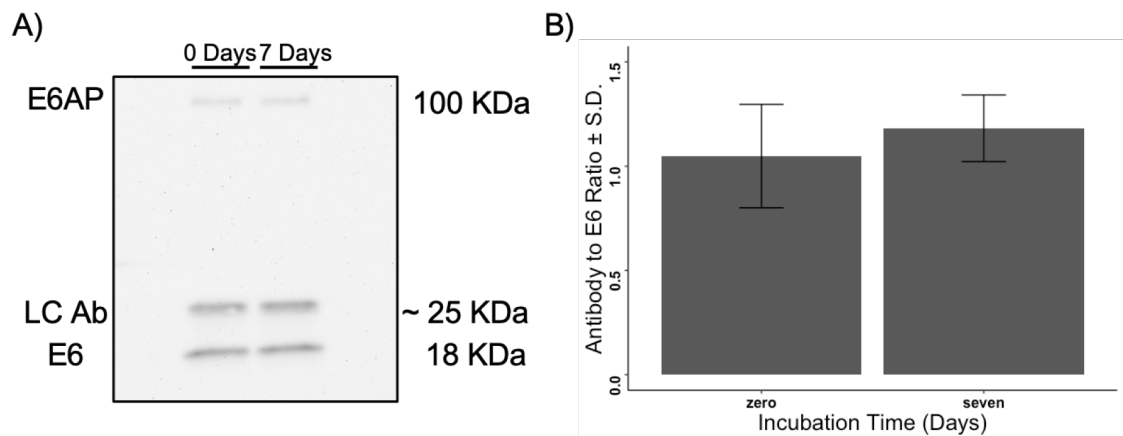 A)
0 Days 7 Days
E6AP
100 KDa
LC Ab
~ 25 KDa
E6
18 KDa
B)
Antibody to E6 Ratio ± S.D.
1.5
1.0
0.5
0.0
zero seven
Incubation Time (Days)